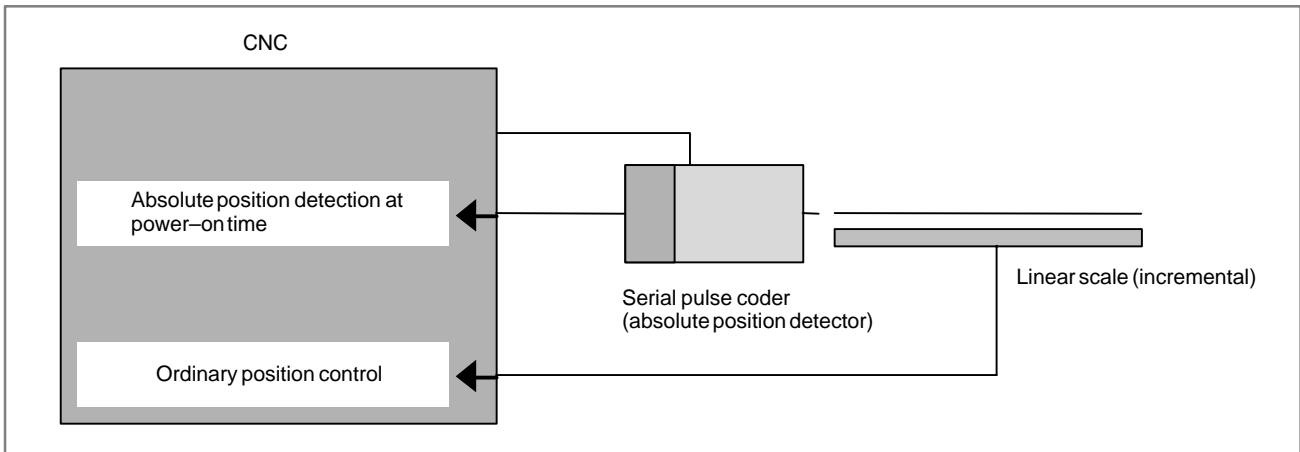 CNC
Absolute position detection at
power–on time
Serial pulse coder
(absolute position detector)
Linear scale (incremental)
Ordinary position control